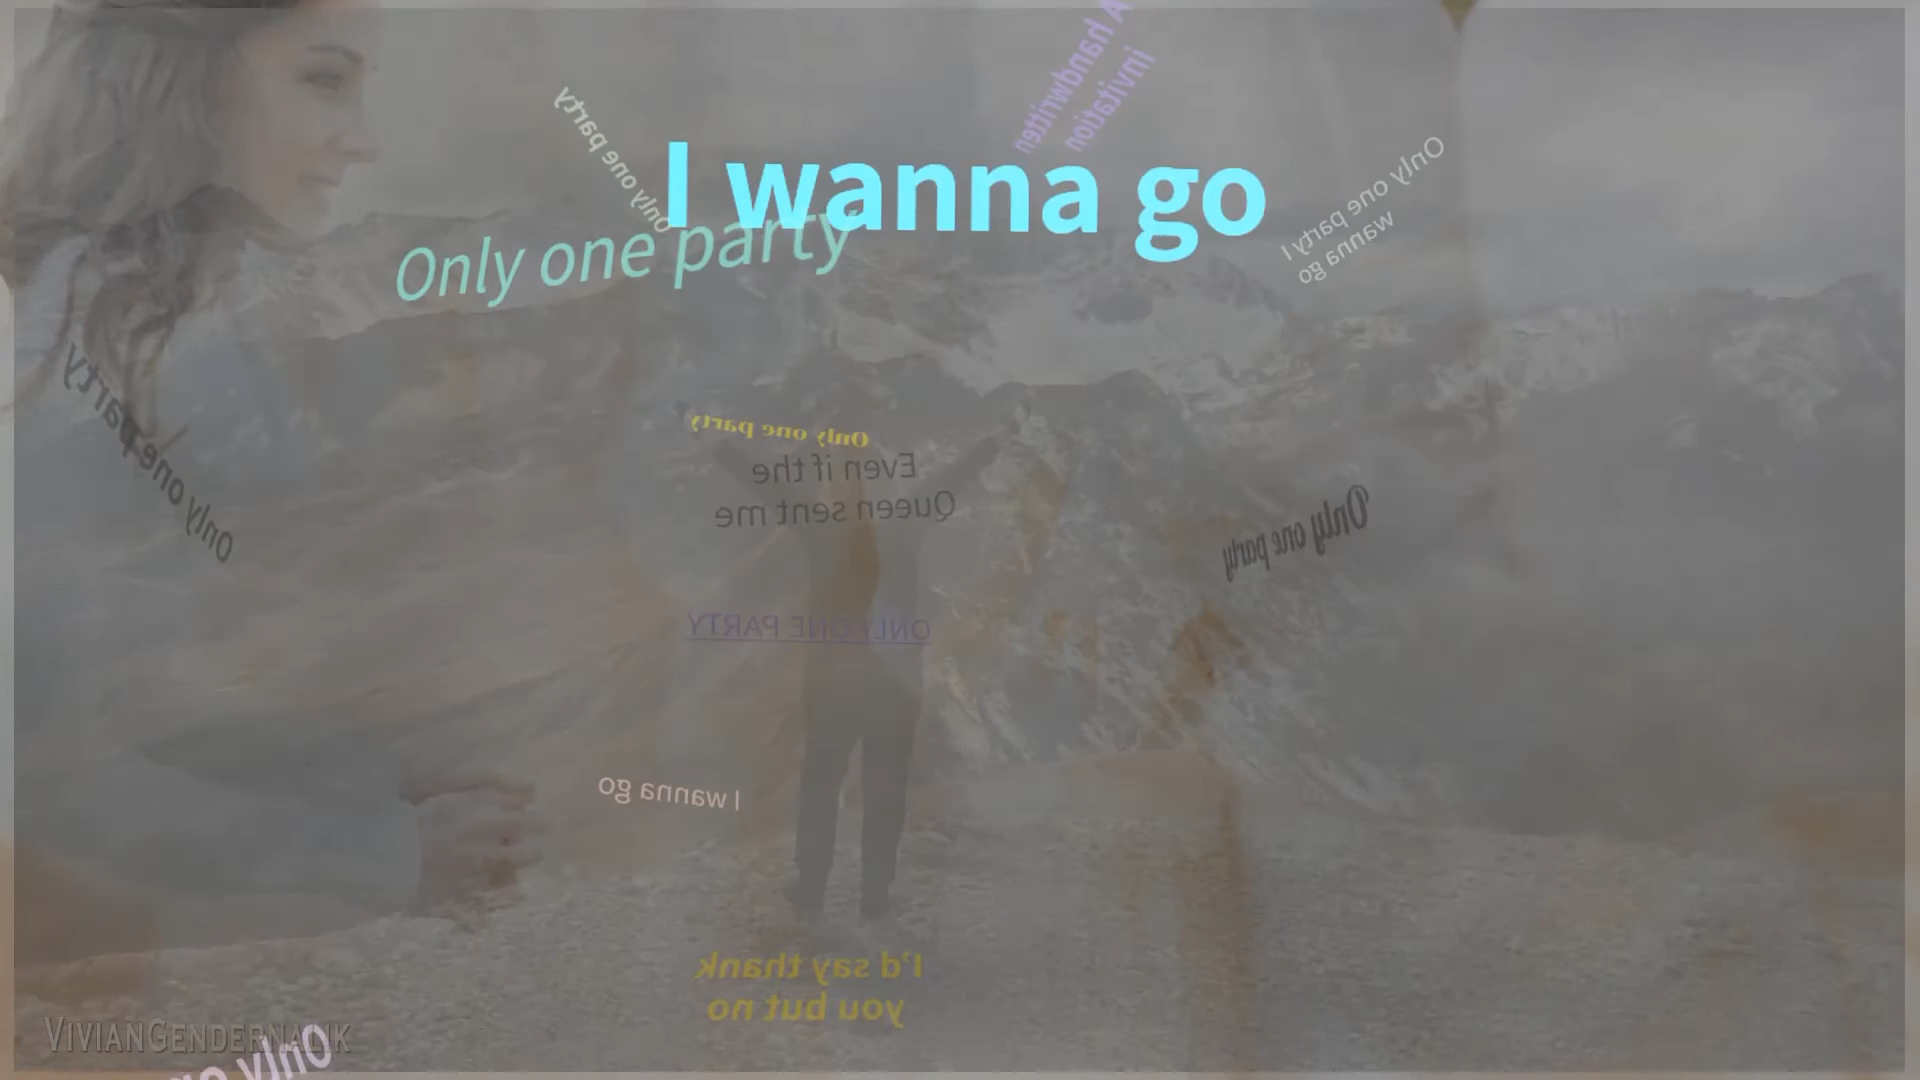 A handwritten
invitation
Only one party
I wanna go
Only one party
Only one party I
wanna go
Only one party
Only one party
Even if the
Queen sent me
Only one party
ONLY ONE PARTY
I wanna go
I'd say thank
you but no
VIVIANGENDERNALIK
Only